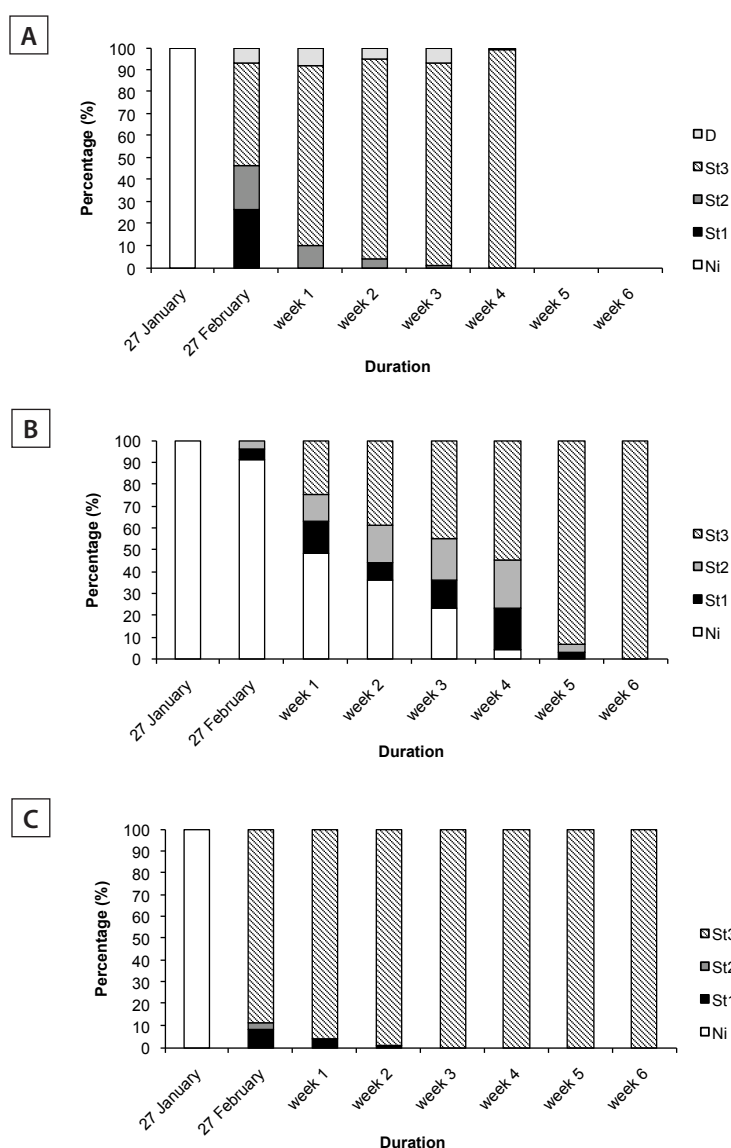 A
Percentage (%)
100
90
80
70
60
50
40
30
20
10
0
27 January
27 February
week 1
week 2
week 3
week 4
week 5
week 6
Duration
D
St3
St2
St1
Ni
B
Percentage (%)
100
90
80
70
60
50
40
30
20
10
0
27 January
27 February
week 1
week 2
week 3
week 4
week 5
week 6
Duration
St3
St2
St1
Ni
C
Percentage (%)
100
90
80
70
60
50
40
30
20
10
0
27 January
27 February
week 1
week 2
week 3
week 4
week 5
week 6
Duration
St3
St2
St1
Ni